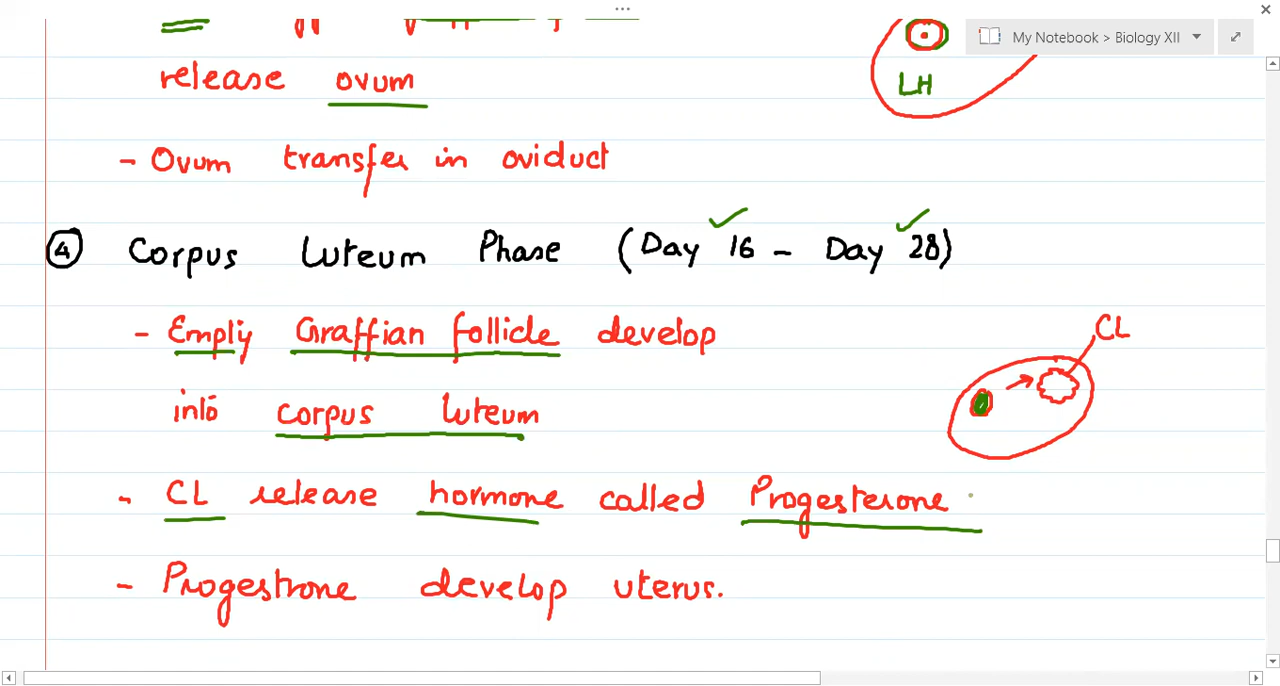 My Notebook > Biology XII
release ovum
LH
- Ovum transfer in oviduct
④ Corpus Luteum Phase (Day 16 - Day 28)
- Empty Graffian follicle develop
CL
into corpus luteum
- CL release hormone called Progesterone
- Progestrone develop uterus.